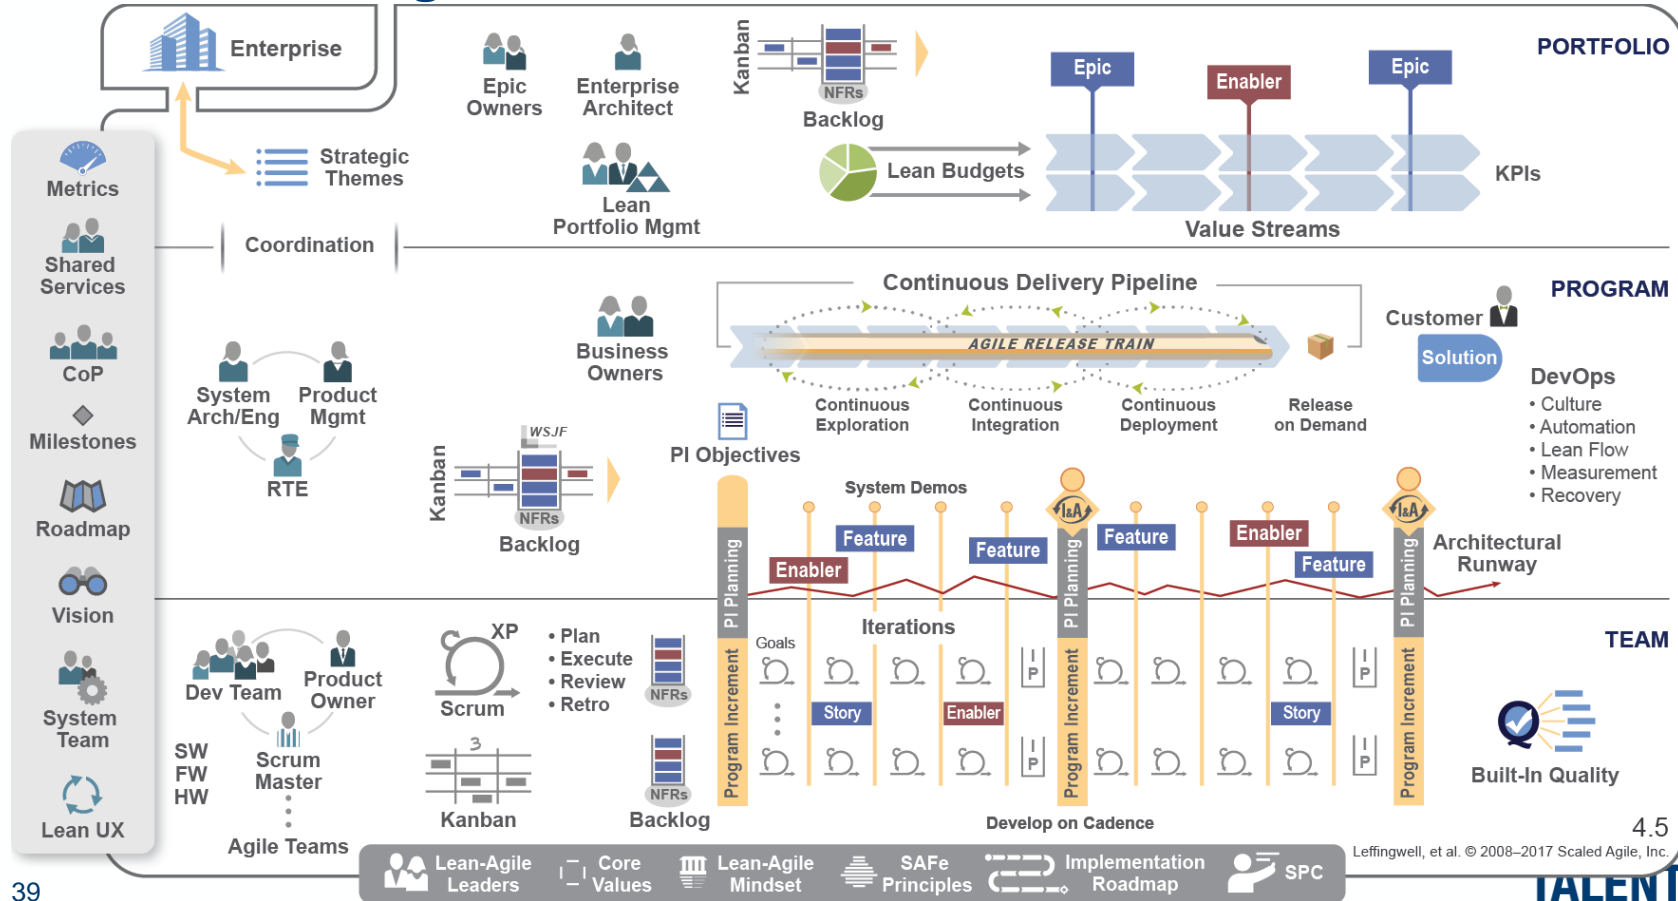 Enterprise
Epic
Owners
Enterprise
Architect
Kanban
NFRs
Backlog
Epic
Enabler
Epic
PORTFOLIO
Strategic
Themes
Lean
Portfolio Mgmt
Lean Budgets
KPIs
Value Streams
Metrics
Shared
Services
CoP
Milestones
Roadmap
Vision
System
Team
Lean UX
Coordination
Continuous Delivery Pipeline
PROGRAM
Business
Owners
AGILE RELEASE TRAIN
Customer
Solution
System
Arch/Eng
Product
Mgmt
RTE
Continuous
Exploration
Continuous
Integration
Continuous
Deployment
Release
on Demand
DevOps
• Culture
• Automation
• Lean Flow
• Measurement
• Recovery
Kanban
WSJF
NFRs
Backlog
PI Objectives
System Demos
I&A
I&A
Enabler
Feature
Feature
Feature
Enabler
Feature
Architectural
Runway
PI Planning
PI Planning
PI Planning
TEAM
Dev Team
Product
Owner
Scrum
Master
SW
FW
HW
Agile Teams
XP
Scrum
• Plan
• Execute
• Review
• Retro
3
Kanban
NFRs
NFRs
Backlog
Program Increment
Program Increment
Program Increment
Iterations
Goals
I
P
I
P
Story
Enabler
Story
I
P
I
P
Develop on Cadence
Built-In Quality
4.5
Leffingwell, et al. © 2008–2017 Scaled Agile, Inc.
Lean-Agile
Leaders
Core
Values
Lean-Agile
Mindset
SAFe
Principles
Implementation
Roadmap
SPC
39
TALENT